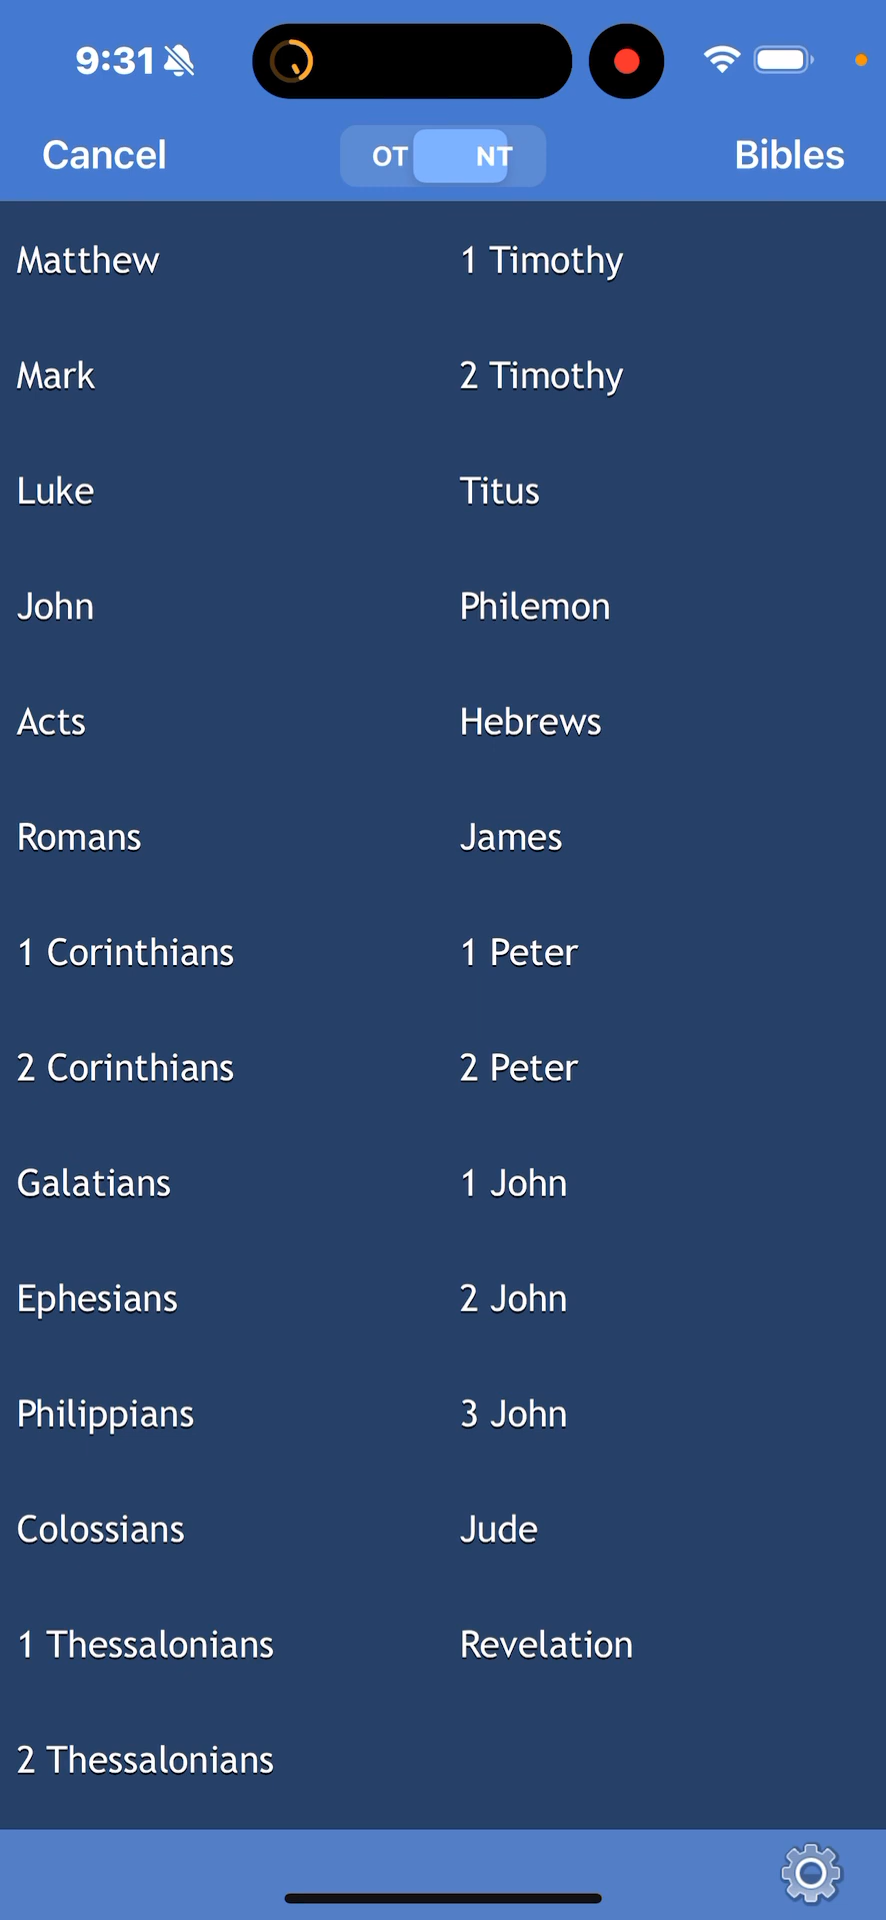 9:31
Cancel OT NT Bibles
Matthew
Mark
Luke
John
Acts
Romans
1 Corinthians
2 Corinthians
Galatians
Ephesians
Philippians
Colossians
1 Thessalonians
2 Thessalonians
1 Timothy
2 Timothy
Titus
Philemon
Hebrews
James
1 Peter
2 Peter
1 John
2 John
3 John
Jude
Revelation